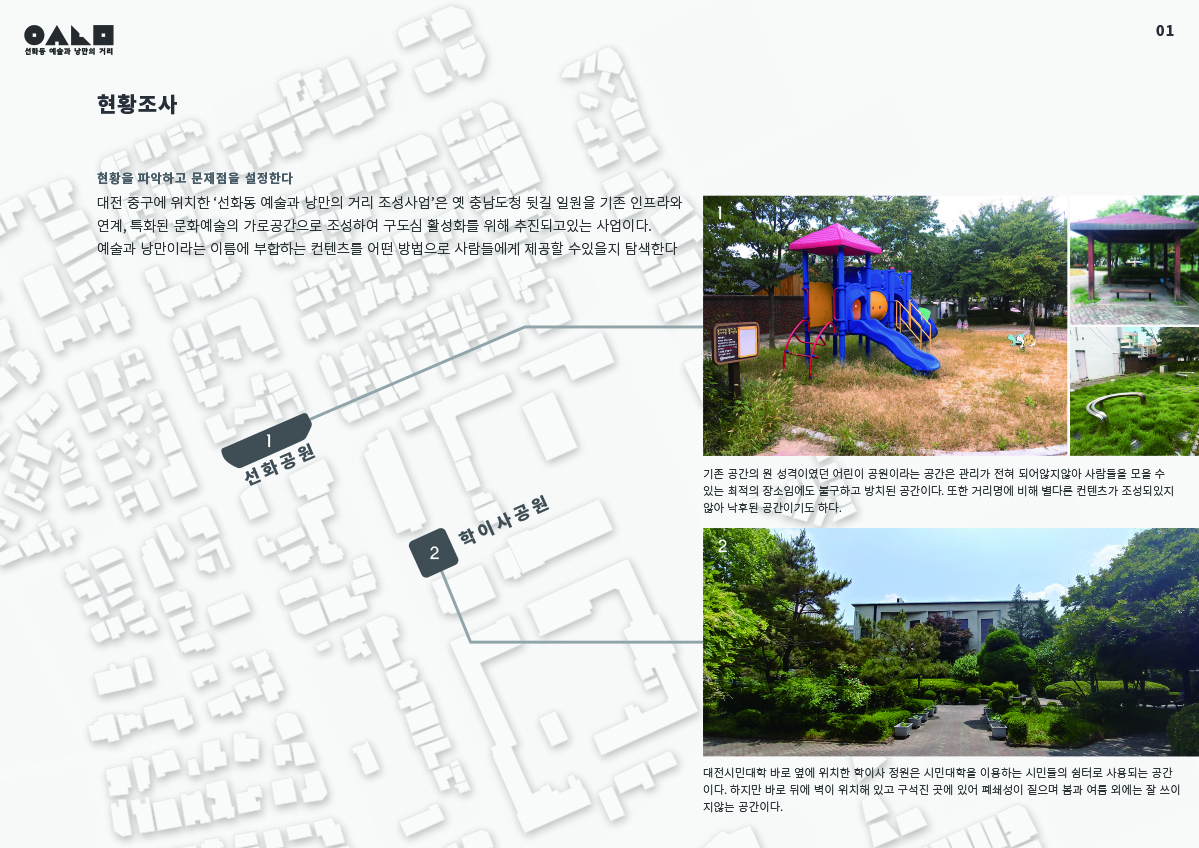 선화동 예술과 낭만의 거리
01
현황조사
현황을 파악하고 문제점을 설정한다
대전 중구에 위치한 ‘선화동 예술과 낭만의 거리 조성사업’은 옛 충남도청 뒷길 일원을 기존 인프라와
연계, 특화된 문화예술의 가로공간으로 조성하여 구도심 활성화를 위해 추진되고있는 사업이다.
예술과 낭만이라는 이름에 부합하는 컨텐츠를 어떤 방법으로 사람들에게 제공할 수있을지 탐색한다
1
1
선화공원
2
학이사공원
기존 공간의 원 성격이였던 어린이 공원이라는 공간은 관리가 전혀 되어않지않아 사람들을 모을 수
있는 최적의 장소임에도 불구하고 방치된 공간이다. 또한 거리명에 비해 별다른 컨텐츠가 조성되있지
않아 낙후된 공간이기도 하다.
2
대전시민대학 바로 옆에 위치한 학이사 정원은 시민대학을 이용하는 시민들의 쉼터로 사용되는 공간
이다. 하지만 바로 뒤에 벽이 위치해 있고 구석진 곳에 있어 폐쇄성이 짙으며 봄과 여름 외에는 잘 쓰이
지않는 공간이다.